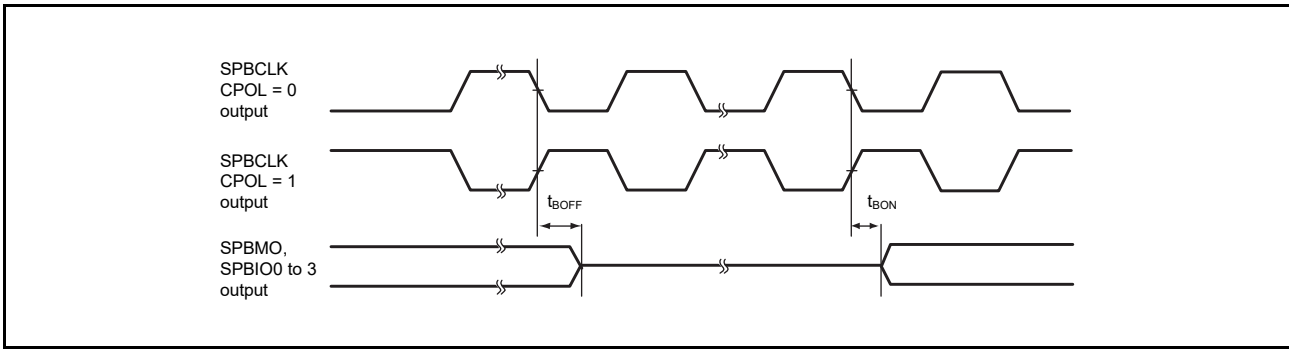 SPBCLK
CPOL = 0
output
SPBCLK
CPOL = 1
output
tBOFF
tBON
SPBMO,
SPBIO0 to 3
output